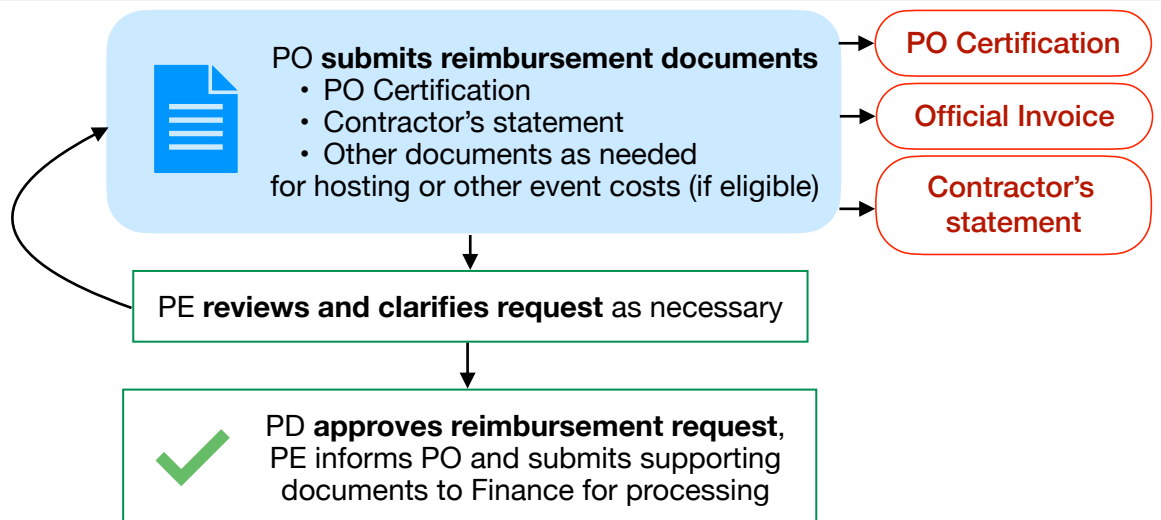 PO submits reimbursement documents
• PO Certification
• Contractor’s statement
• Other documents as needed
for hosting or other event costs (if eligible)
PO Certification
Official Invoice
Contractor’s
statement
PE reviews and clarifies request as necessary
PD approves reimbursement request,
PE informs PO and submits supporting
documents to Finance for processing